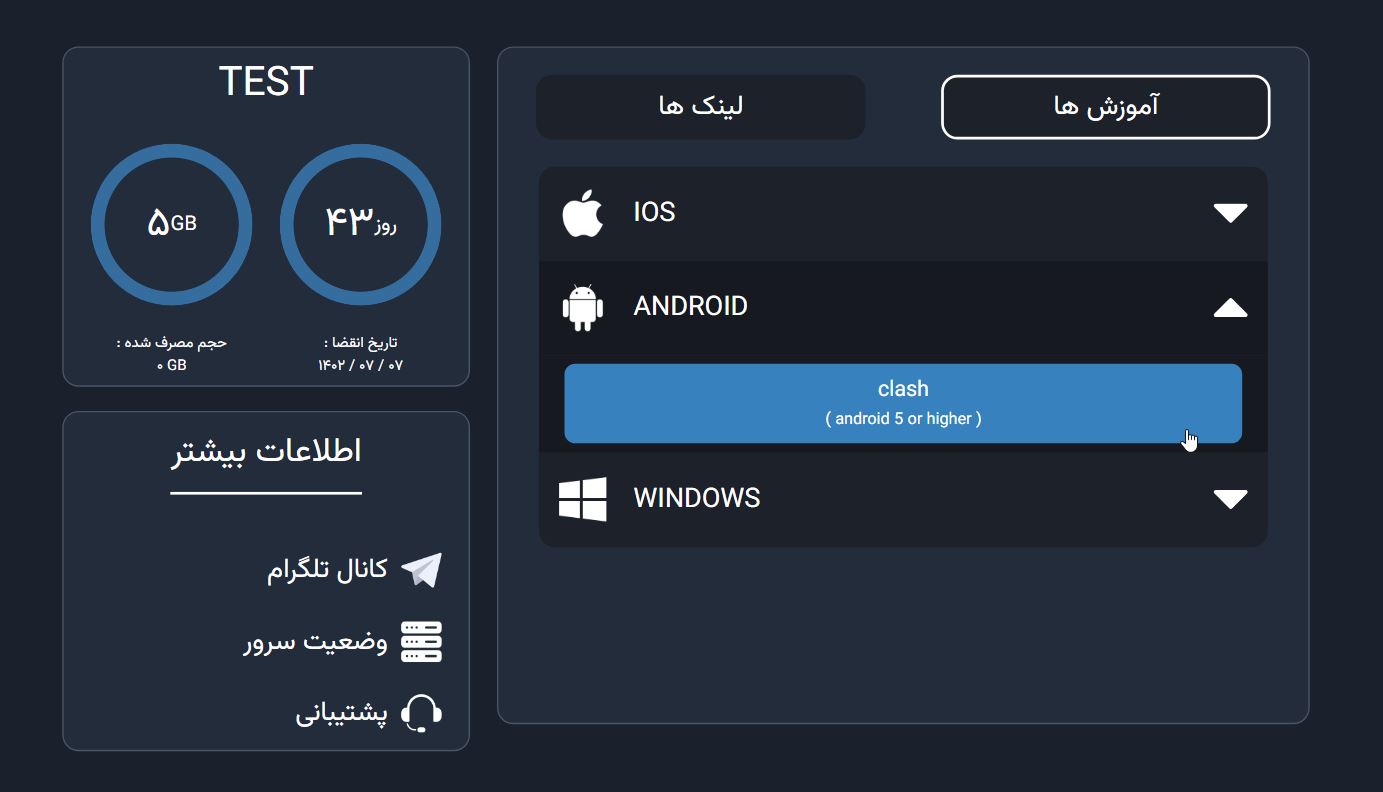 TEST
۵GB
۴۳روز
حجم مصرف شده :
۰ GB
تاریخ انقضا :
۱۴۰۲ / ۰۷ / ۰۷
اطلاعات بیشتر
کانال تلگرام
وضعیت سرور
پشتیبانی
آموزش ها
لینک ها
IOS
ANDROID
clash
( android 5 or higher )
WINDOWS